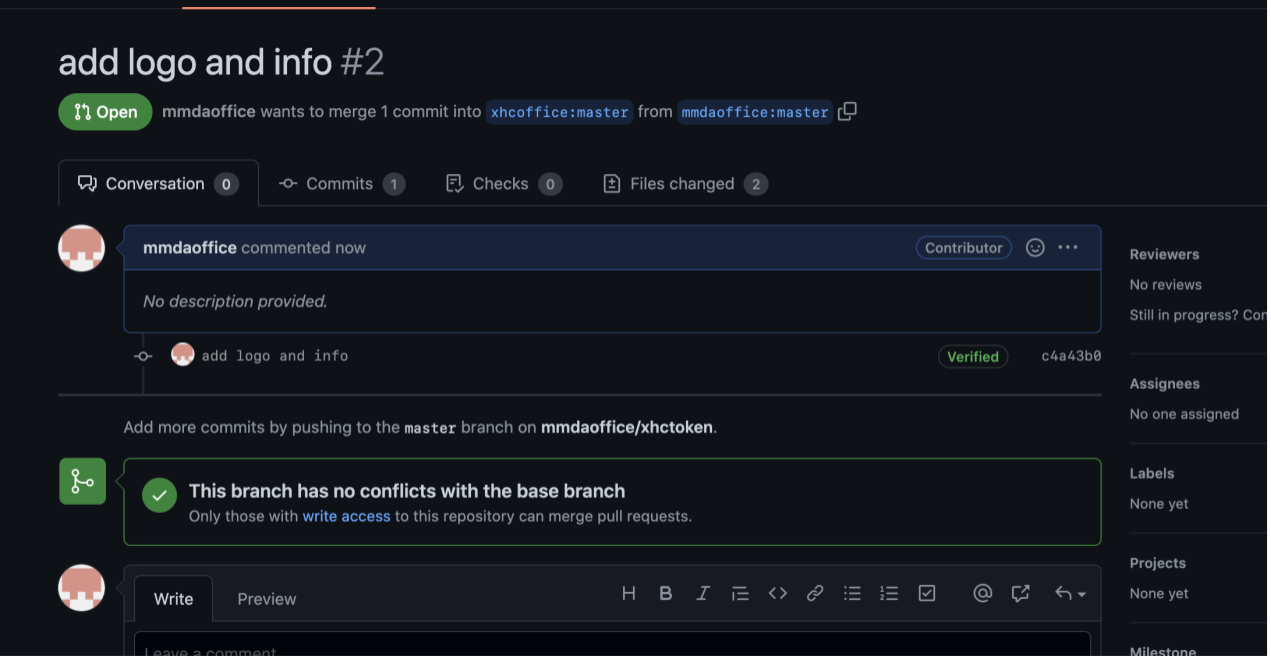 add logo and info #2
Open mmdaoffice wants to merge 1 commit into xhcoffice:master from mmdaoffice:master
Conversation 0 Commits 1 Checks 0 Files changed 2
mmdaoffice commented now Contributor
No description provided.
add logo and info Verified c4a43b0
Add more commits by pushing to the master branch on mmdaoffice/xhctoken.
This branch has no conflicts with the base branch
Only those with write access to this repository can merge pull requests.
Write Preview
Leave a comment
Reviewers
No reviews
Still in progress? Con
Assignees
No one assigned
Labels
None yet
Projects
None yet
Milestone